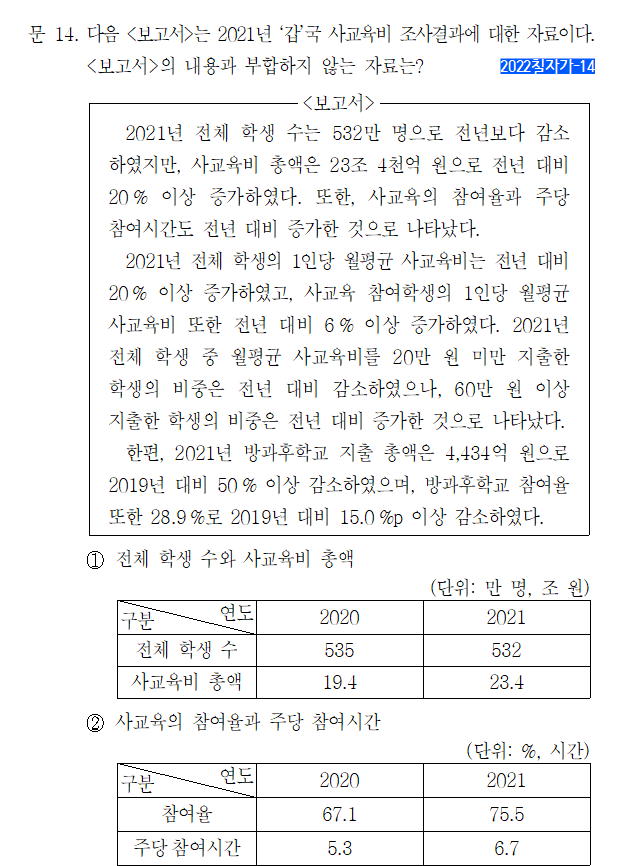 문 14. 다음 <보고서>는 2021년 ‘갑’국 사교육비 조사결과에 대한 자료이다.
<보고서>의 내용과 부합하지 않는 자료는? 2022칠자가-14
<보고서>
2021년 전체 학생 수는 532만 명으로 전년보다 감소
하였지만, 사교육비 총액은 23조 4천억 원으로 전년 대비
20 % 이상 증가하였다. 또한, 사교육의 참여율과 주당
참여시간도 전년 대비 증가한 것으로 나타났다.
2021년 전체 학생의 1인당 월평균 사교육비는 전년 대비
20 % 이상 증가하였고, 사교육 참여학생의 1인당 월평균
사교육비 또한 전년 대비 6 % 이상 증가하였다. 2021년
전체 학생 중 월평균 사교육비를 20만 원 미만 지출한
학생의 비중은 전년 대비 감소하였으나, 60만 원 이상
지출한 학생의 비중은 전년 대비 증가한 것으로 나타났다.
한편, 2021년 방과후학교 지출 총액은 4,434억 원으로
2019년 대비 50 % 이상 감소하였으며, 방과후학교 참여율
또한 28.9 %로 2019년 대비 15.0 %p 이상 감소하였다.
① 전체 학생 수와 사교육비 총액
(단위: 만 명, 조 원)
구분 연도 2020 2021
전체 학생 수 535 532
사교육비 총액 19.4 23.4
② 사교육의 참여율과 주당 참여시간
(단위: %, 시간)
구분 연도 2020 2021
참여율 67.1 75.5
주당 참여시간 5.3 6.7